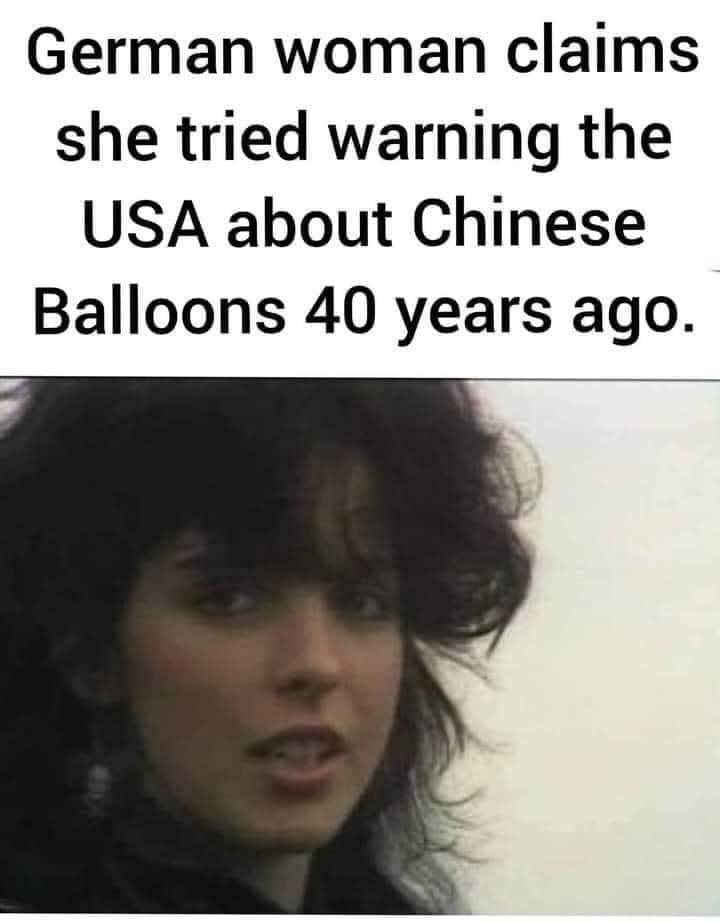 German woman claims
she tried warning the
USA about Chinese
Balloons 40 years ago.